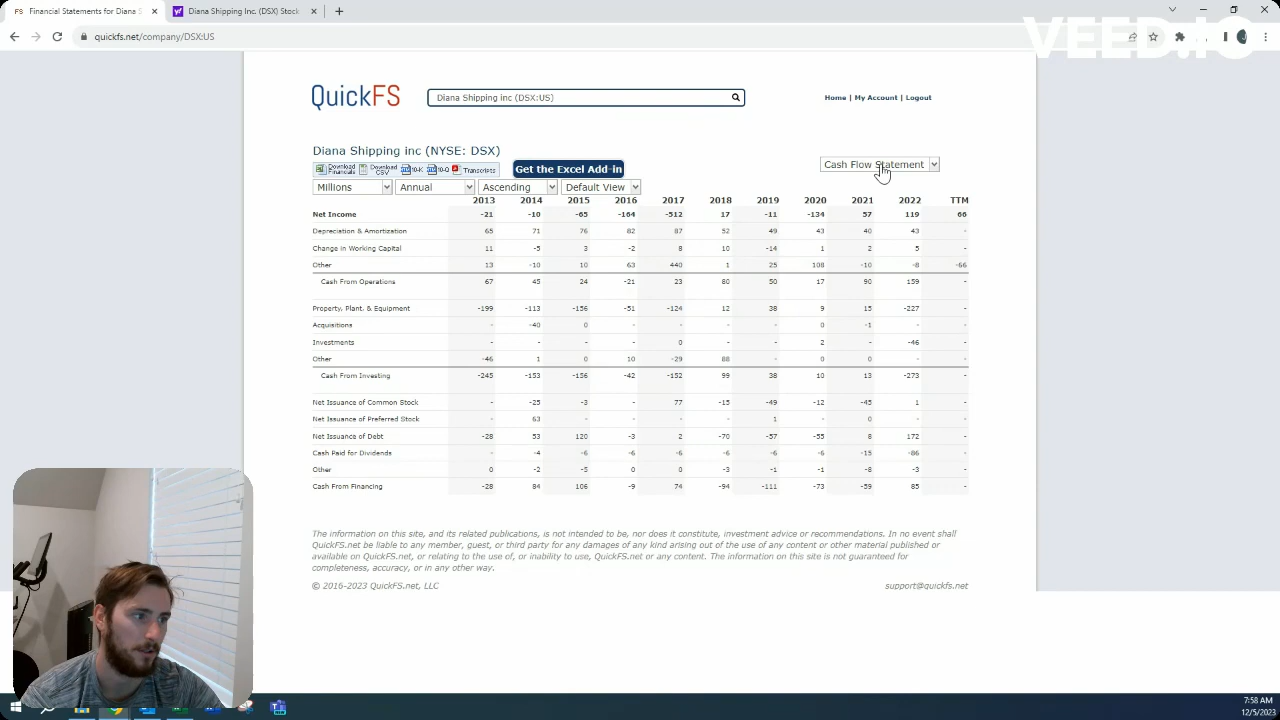 Financial Statements for Diana S
Diana Shipping Inc. (DSX) Stock
quickfs.net/company/DSX:US
VEED.IO
QuickFS
Diana Shipping inc (DSX:US)
Home | My Account | Logout
Diana Shipping inc (NYSE: DSX)
Download Financials Download CSV 10-K 10-Q Transcripts
Get the Excel Add-in
Cash Flow Statement
Millions Annual Ascending Default View
2013 2014 2015 2016 2017 2018 2019 2020 2021 2022 TTM
Net Income -21 -10 -65 -164 -512 17 -11 -134 57 119 66
Depreciation & Amortization 65 71 76 82 87 52 49 43 40 43 -
Change in Working Capital 11 -5 3 -2 8 10 -14 1 2 5 -
Other 13 -10 10 63 440 1 25 108 -10 -8 -66
Cash From Operations 67 45 24 -21 23 80 50 17 90 159 -
Property, Plant, & Equipment -199 -113 -156 -51 -124 12 38 9 15 -227 -
Acquisitions - -40 0 - - - - 0 -1 - -
Investments - - - - 0 - - 2 - -46 -
Other -46 1 0 10 -29 88 - 0 0 - -
Cash From Investing -245 -153 -156 -42 -152 99 38 10 13 -273 -
Net Issuance of Common Stock - -25 -3 - 77 -15 -49 -12 -45 1 -
Net Issuance of Preferred Stock - 63 - - - - 1 - 0 - -
Net Issuance of Debt -28 53 120 -3 2 -70 -57 -55 8 172 -
Cash Paid for Dividends - -4 -6 -6 -6 -6 -6 -6 -15 -86 -
Other 0 -2 -5 0 0 -3 -1 -1 -8 -3 -
Cash From Financing -28 84 106 -9 74 -94 -111 -73 -59 85 -
The information on this site, and its related publications, is not intended to be, nor does it constitute, investment advice or recommendations. In no event shall
QuickFS.net be liable to any member, guest, or third party for any damages of any kind arising out of the use of any content or other material published or
available on QuickFS.net, or relating to the use of, or inability to use, QuickFS.net or any content. The information on this site is not guaranteed for
completeness, accuracy, or in any other way.
© 2016-2023 QuickFS.net, LLC
support@quickfs.net
7:58 AM
12/5/2023